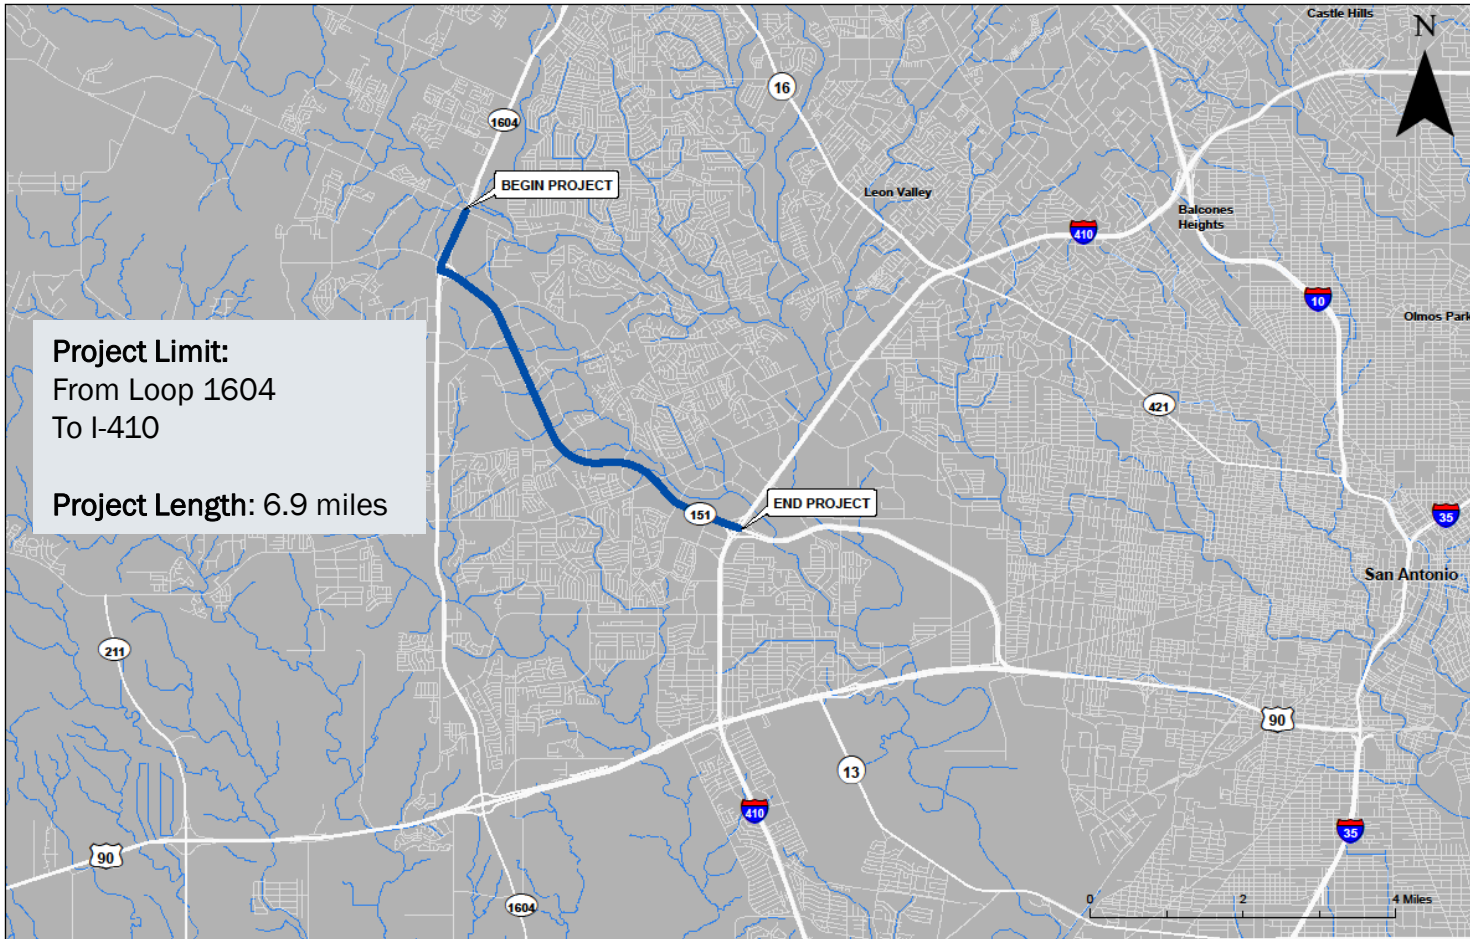 Castle Hills
N
16
1604
BEGIN PROJECT
Leon Valley
Balcones
Heights
410
10
Olmos Park
Project Limit:
From Loop 1604
To I-410
Project Length: 6.9 miles
421
END PROJECT
151
35
San Antonio
211
90
13
410
35
90
1604
0
2
4 Miles